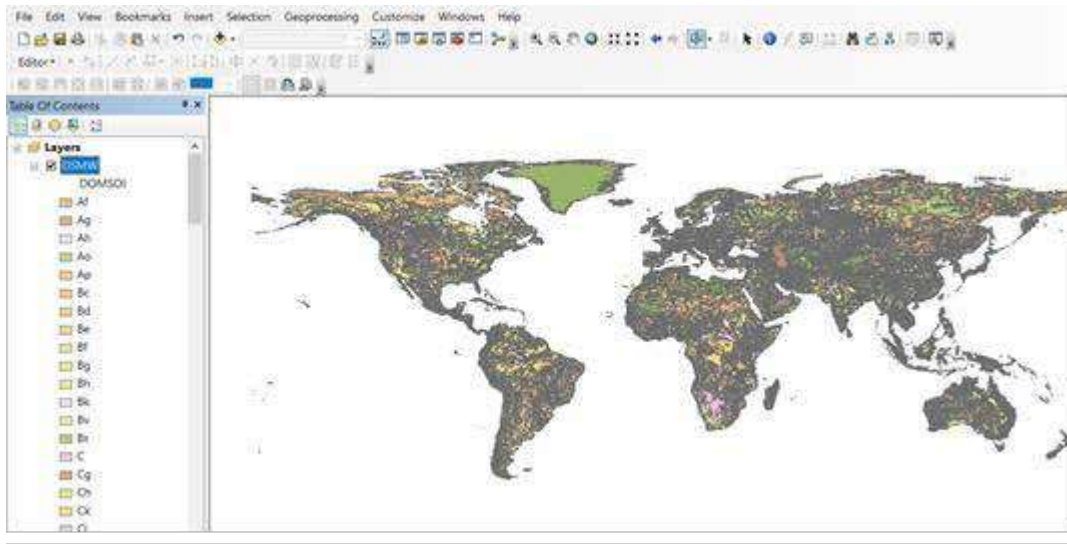 File Edit View Bookmarks Insert Selection Geoprocessing Customize Windows Help
Editor
Table Of Contents
Layers
DSMW
DOMSOI
Af
Ag
Ah
Ao
Ap
Bc
Bd
Be
Bf
Bg
Bh
Bk
Bv
Bx
C
Cg
Ch
Ck